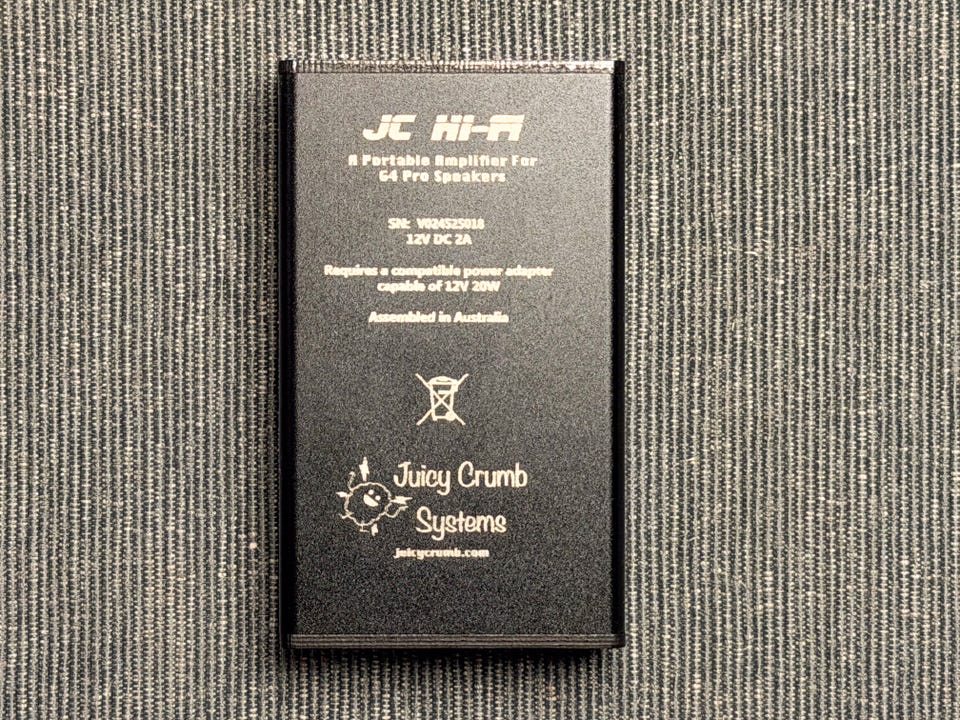 JC HI-FI
A Portable Amplifier For
G4 Pro Speakers
SN: V024525018
12V DC 2A
Requires a compatible power adapter
capable of 12V 20W
Assembled in Australia
Juicy Crumb
Systems
juicycrumb.com